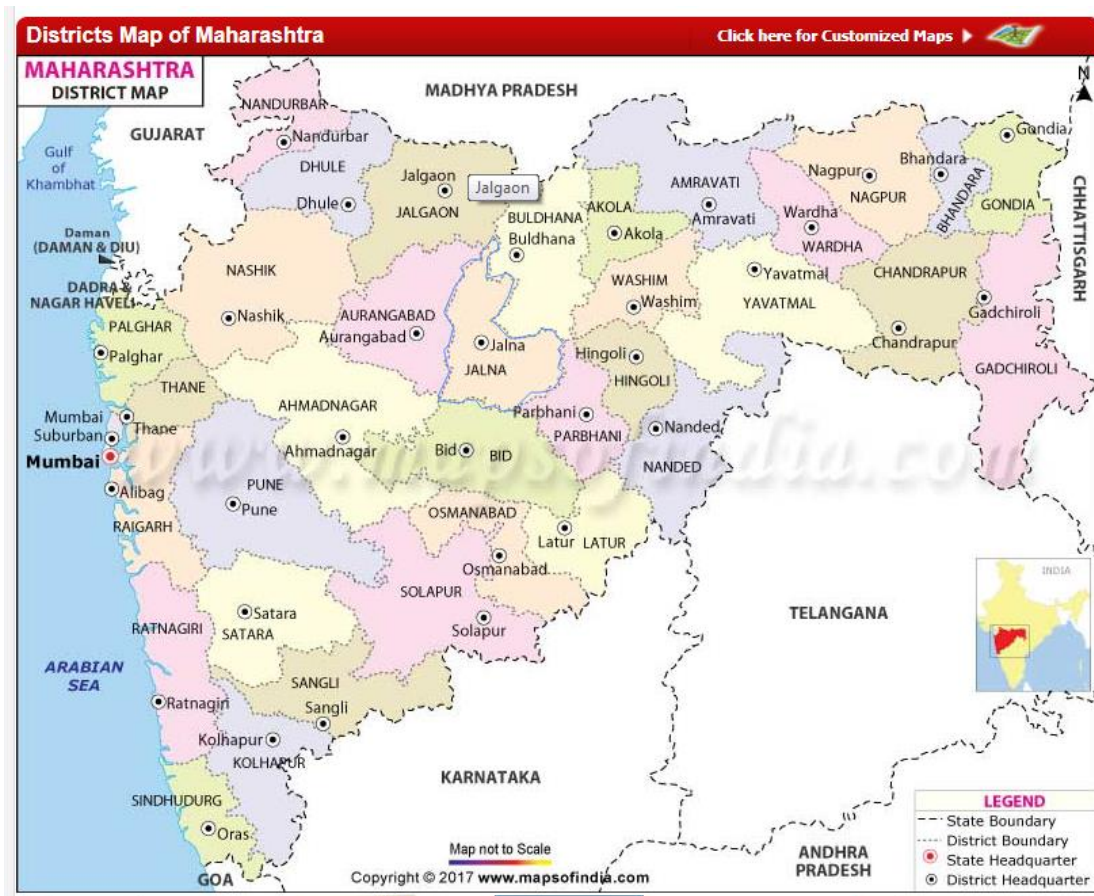 Districts Map of Maharashtra
Click here for Customized Maps
MAHARASHTRA
DISTRICT MAP
MADHYA PRADESH
N
GUJARAT
NANDURBAR
Nandurbar
DHULE
Dhule
Gulf
of
Khambhat
Jalgaon
JALGAON
Jalgaon
BULDHANA
Buldhana
AKOLA
Akola
AMRAVATI
Amravati
Wardha
WARDHA
Nagpur
NAGPUR
Bhandara
BHANDARA
Gondia
GONDIA
CHHATTISGARH
Daman
(DAMAN & DIU)
DADRA &
NAGAR HAVELI
NASHIK
Nashik
AURANGABAD
Aurangabad
Jalna
JALNA
WASHIM
Washim
Yavatmal
YAVATMAL
CHANDRAPUR
Chandrapur
Gadchiroli
GADCHIROLI
PALGHAR
Palghar
THANE
Thane
Mumbai
Suburban
Mumbai
Alibag
RAIGARH
AHMADNAGAR
Ahmadnagar
Hingoli
HINGOLI
Parbhani
PARBHANI
Nanded
NANDED
Bid
BID
www.mapsofindia.com
PUNE
Pune
OSMANABAD
Osmanabad
Latur
LATUR
SOLAPUR
Solapur
RATNAGIRI
Ratnagiri
Satara
SATARA
SANGLI
Sangli
Kolhapur
KOLHAPUR
SINDHUDURG
Oras
GOA
ARABIAN
SEA
KARNATAKA
TELANGANA
ANDHRA
PRADESH
INDIA
LEGEND
State Boundary
District Boundary
State Headquarter
District Headquarter
Map not to Scale
Copyright © 2017 www.mapsofindia.com